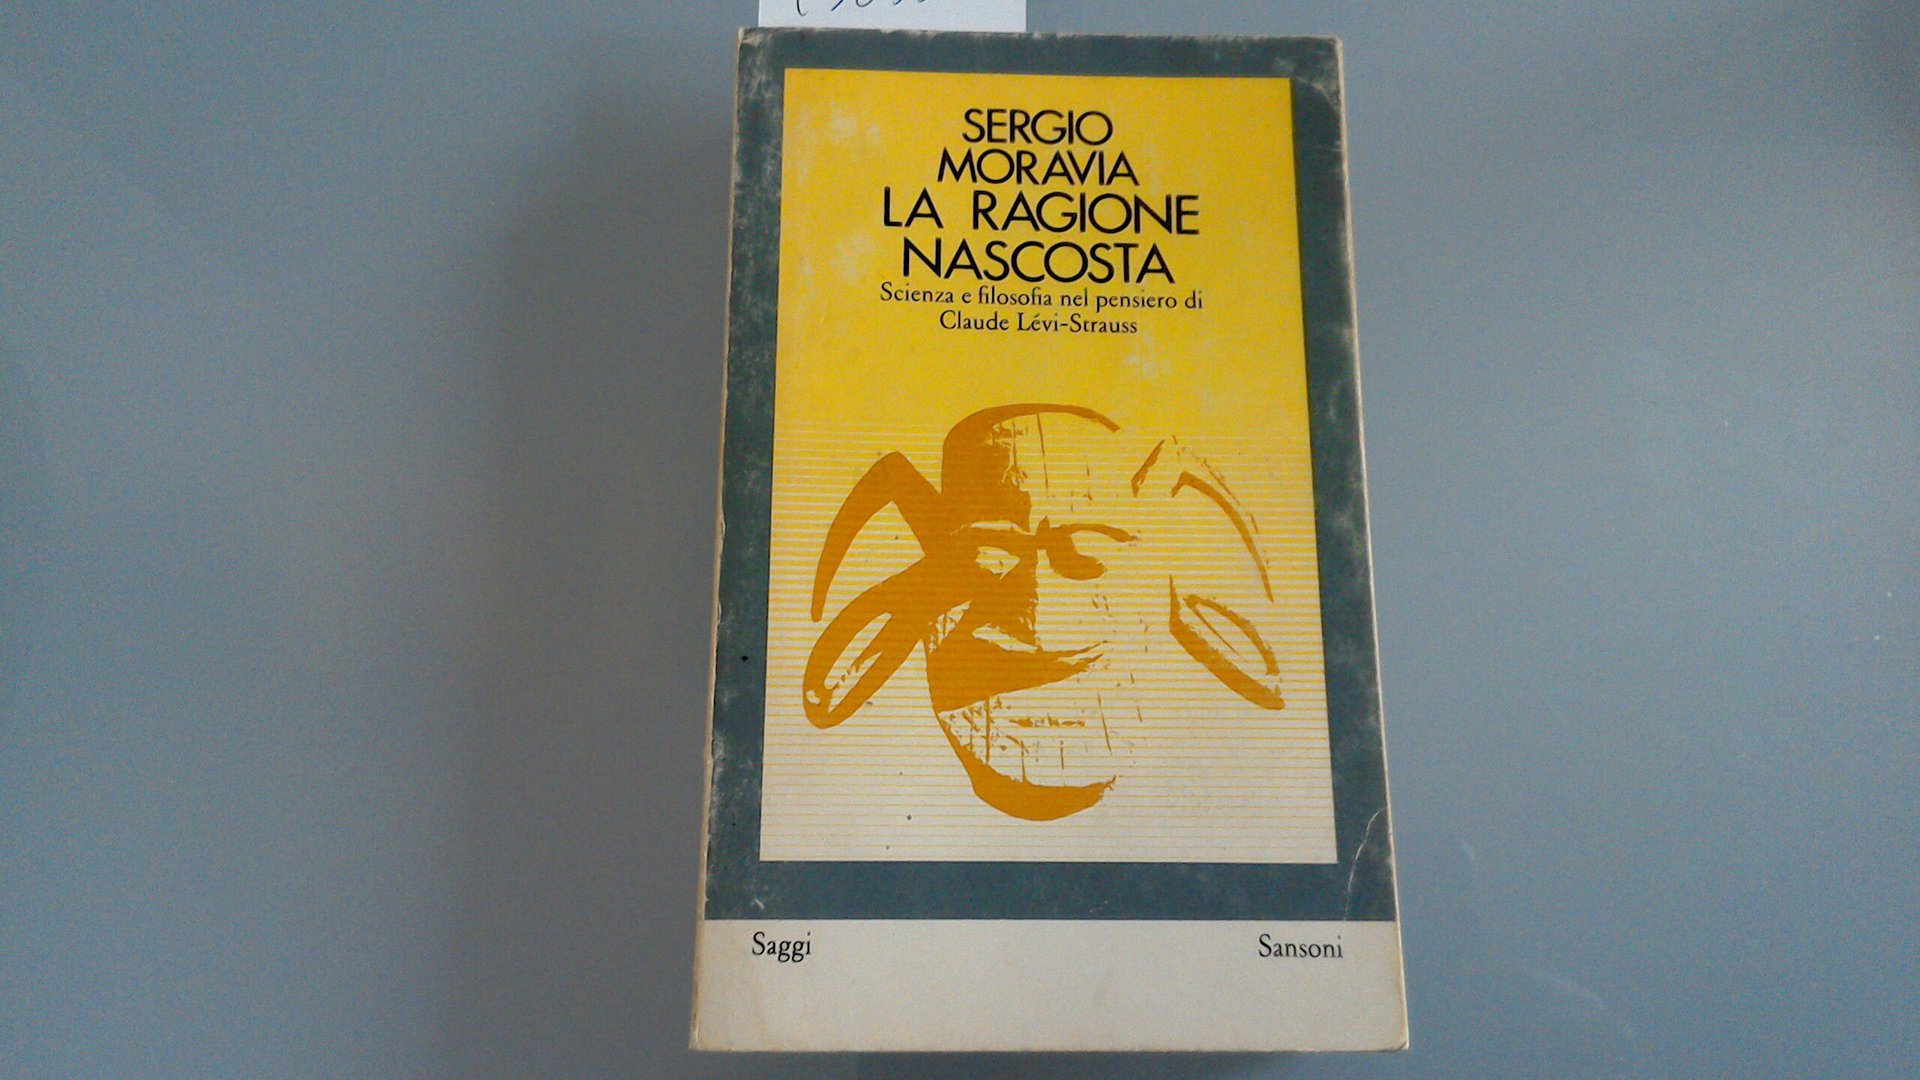 SERGIO
MORAVIA
LA RAGIONE
NASCOSTA
Scienza e filosofia nel pensiero di
Claude Lévi-Strauss
Saggi
Sansoni